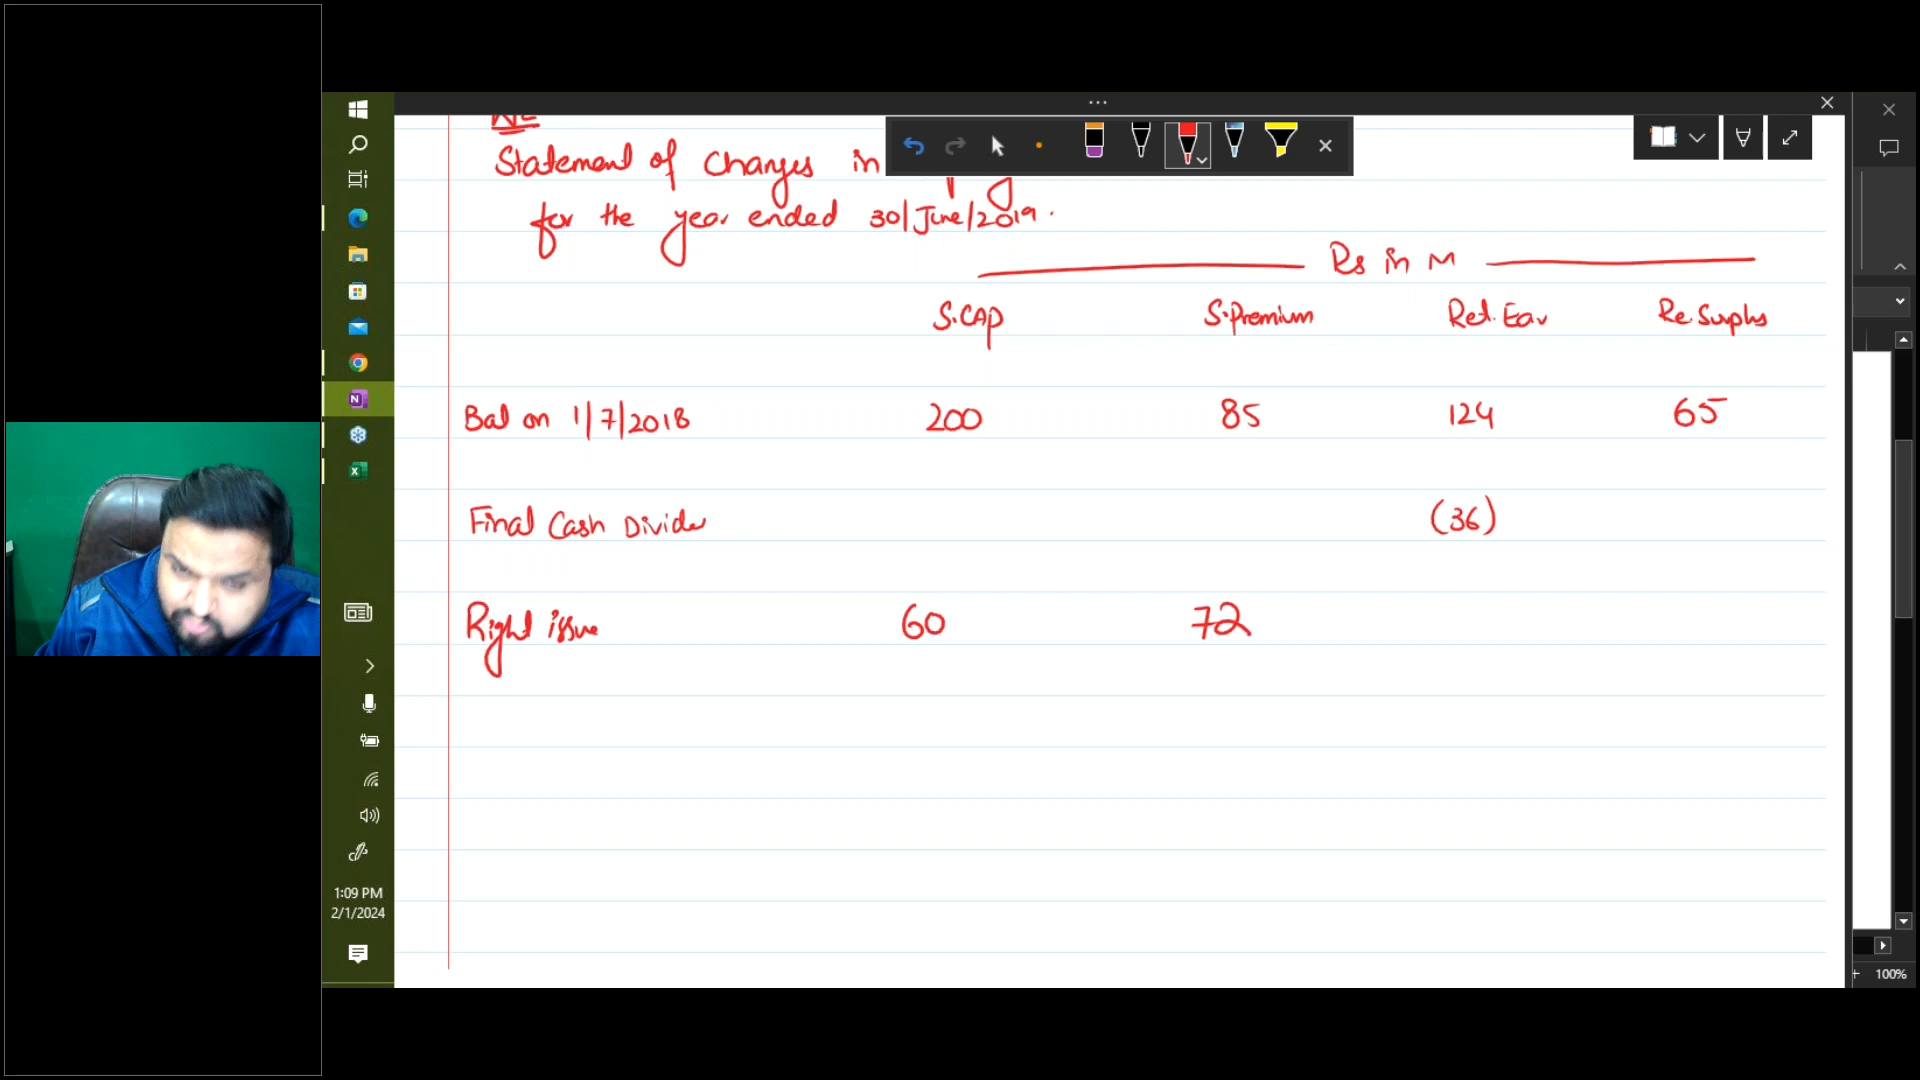 Statement of Changes in
for the year ended 30/June/2019.
Rs in M
S.CAP S.Premium Ret. Ear Re.Surplus
Bal on 1/7/2018 200 85 124 65
Final Cash Divide (36)
Right issue 60 72
1:09 PM
2/1/2024
100%